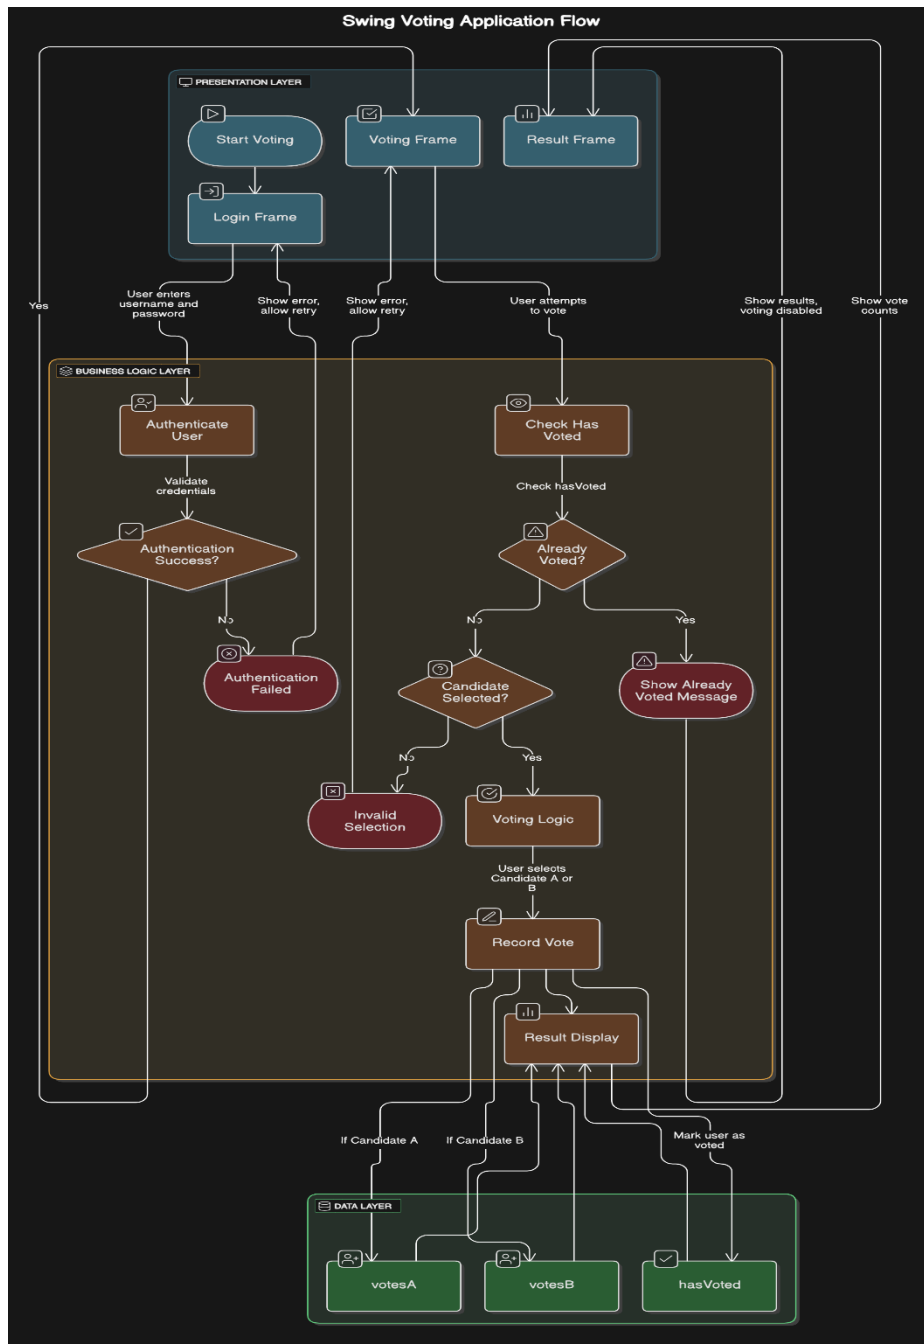 Swing Voting Application Flow
PRESENTATION LAYER
Start Voting
Voting Frame
Result Frame
Login Frame
Yes
User enters
username and
password
Show error,
allow retry
Show error,
allow retry
User attempts
to vote
Show results,
voting disabled
Show vote
counts
BUSINESS LOGIC LAYER
Authenticate
User
Check Has
Voted
Validate
credentials
Check hasVoted
Authentication
Success?
Already
Voted?
No
No
Yes
Authentication
Failed
Candidate
Selected?
Show Already
Voted Message
No
Yes
Invalid
Selection
Voting Logic
User selects
Candidate A or
B
Record Vote
Result Display
If Candidate A
If Candidate B
Mark user as
voted
DATA LAYER
votesA
votesB
hasVoted